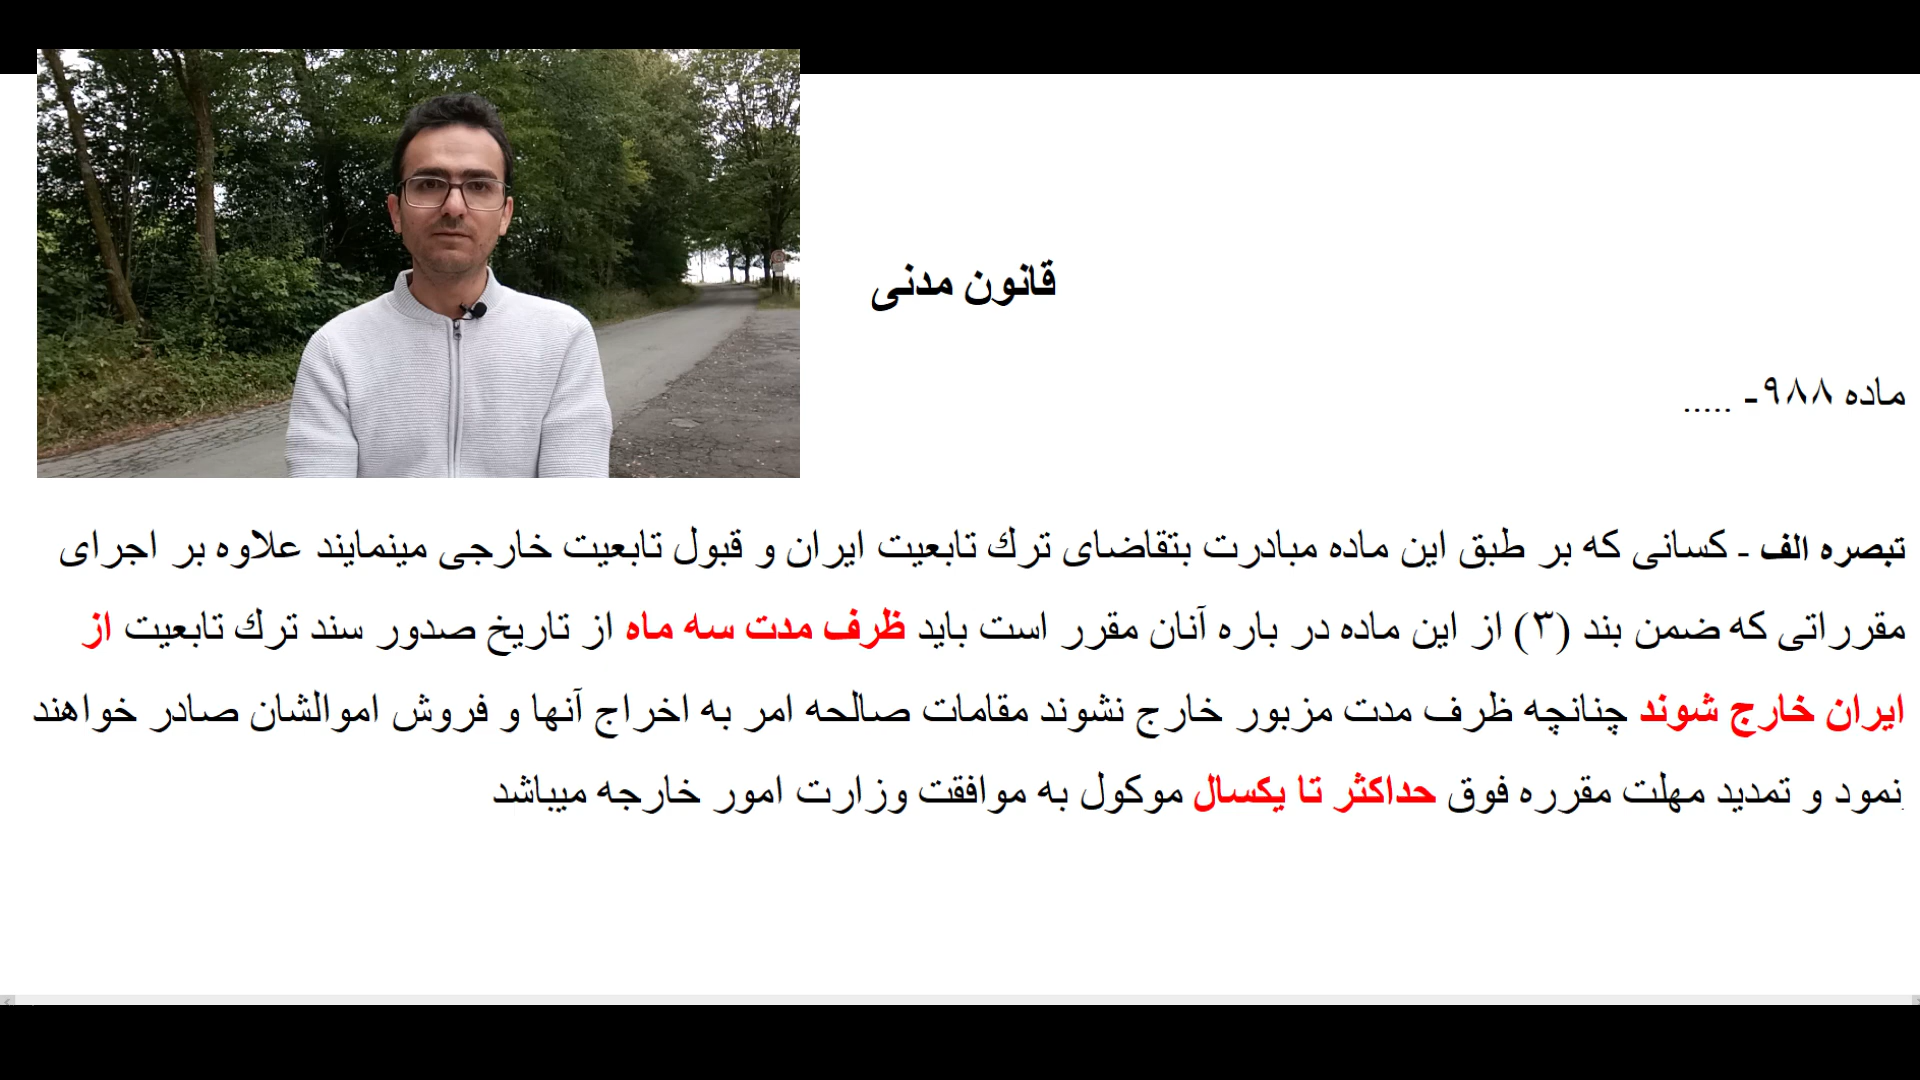 قانون مدنی
ماده ۹۸۸- .....
تبصره الف - کسانی که بر طبق این ماده مبادرت بتقاضای ترك تابعیت ایران و قبول تابعیت خارجی مینمایند علاوه بر اجرای
مقرراتی که ضمن بند (۳) از این ماده در باره آنان مقرر است باید ظرف مدت سه ماه از تاریخ صدور سند ترك تابعیت از
ایران خارج شوند چنانچه ظرف مدت مزبور خارج نشوند مقامات صالحه امر به اخراج آنها و فروش اموالشان صادر خواهند
نمود و تمدید مهلت مقرره فوق حداکثر تا یکسال موکول به موافقت وزارت امور خارجه میباشد